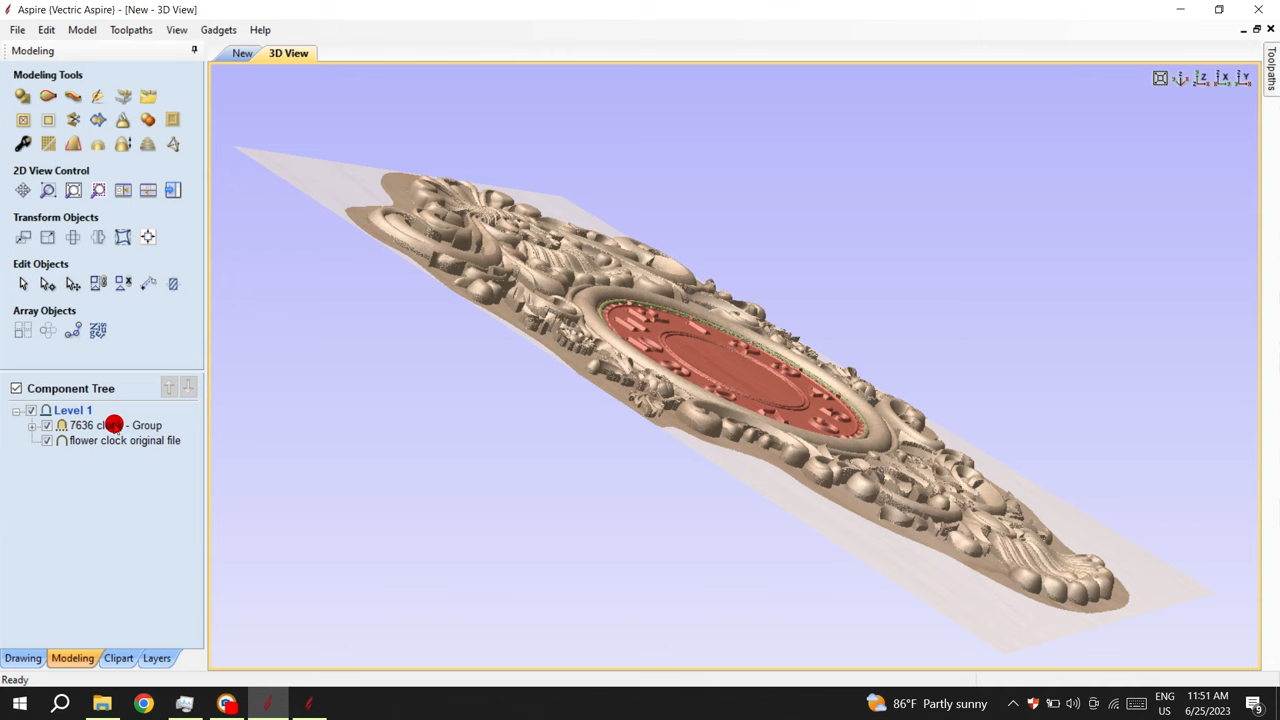 Aspire {Vectric Aspire} - [New - 3D View]
File Edit Model Toolpaths View Gadgets Help
Modeling
New 3D View
Toolpaths
Modeling Tools
2D View Control
Transform Objects
Edit Objects
Array Objects
Component Tree
Level 1
7636 - Group
flower clock original file
Drawing Modeling Clipart Layers
Ready
86°F Partly sunny
ENG
US
11:51 AM
6/25/2023
9